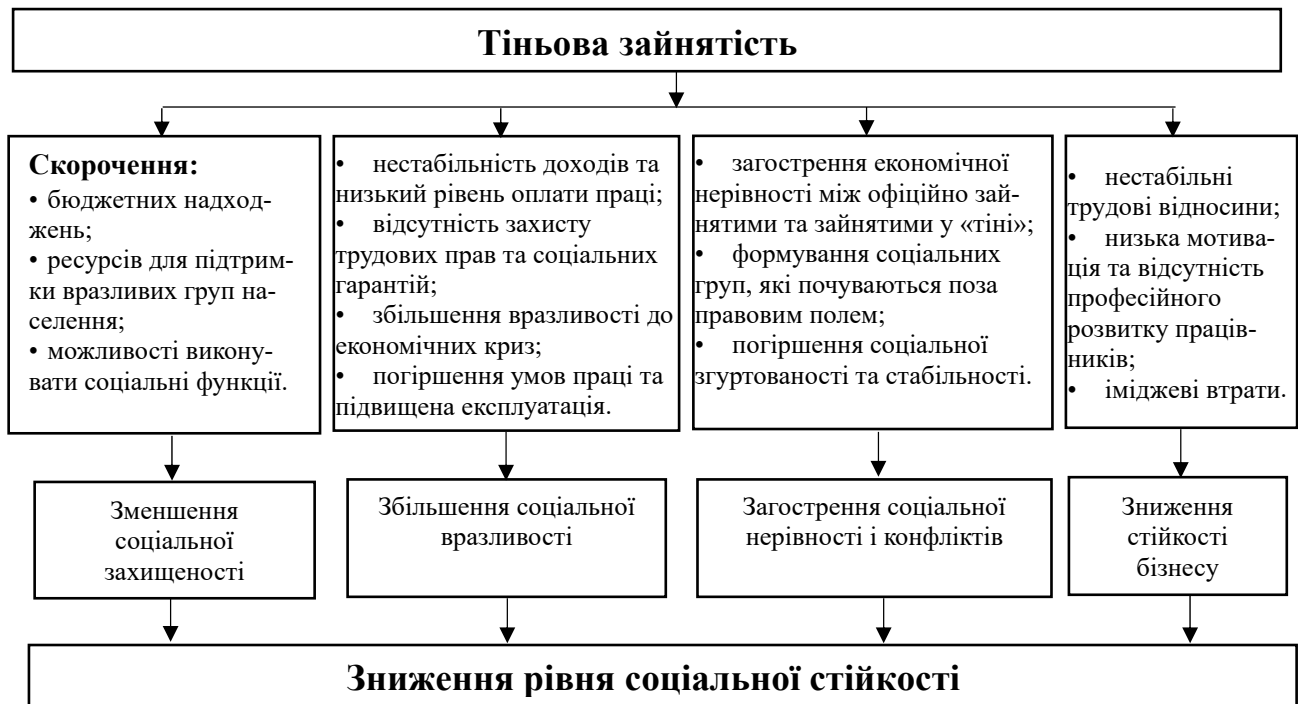 Тіньова зайнятість
Скорочення:
• бюджетних надход-
жень;
• ресурсів для підтрим-
ки вразливих груп на-
селення;
• можливості викону-
вати соціальні функції.
• нестабільність доходів та
низький рівень оплати праці;
• відсутність захисту
трудових прав та соціальних
гарантій;
• збільшення вразливості до
економічних криз;
• погіршення умов праці та
підвищена експлуатація.
• загострення економічної
нерівності між офіційно зай-
нятими та зайнятими у «тіні»;
• формування соціальних
груп, які почуваються поза
правовим полем;
• погіршення соціальної
згуртованості та стабільності.
• нестабільні
трудові відносини;
• низька мотива-
ція та відсутність
професійного
розвитку праців-
ників;
• іміджеві втрати.
Зменшення
соціальної
захищеності
Збільшення соціальної
вразливості
Загострення соціальної
нерівності і конфліктів
Зниження
стійкості
бізнесу
Зниження рівня соціальної стійкості